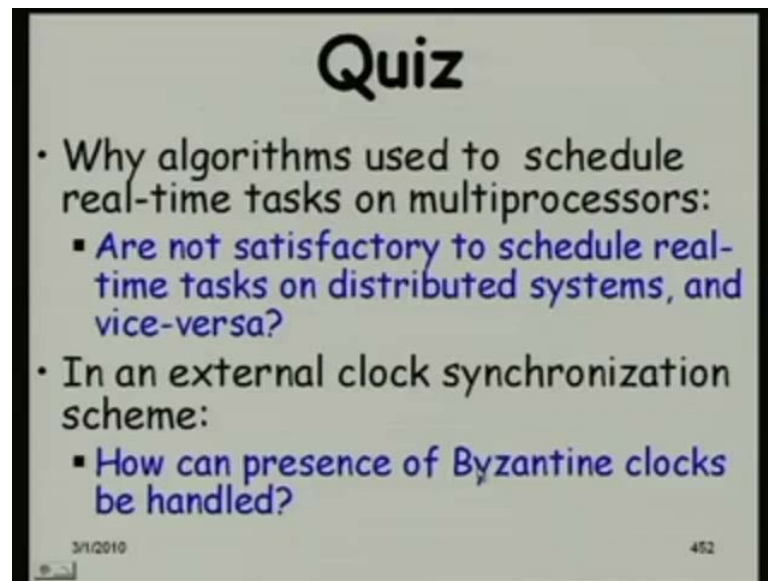 Quiz
• Why algorithms used to schedule
real-time tasks on multiprocessors:
▪ Are not satisfactory to schedule real-
time tasks on distributed systems, and
vice-versa?
• In an external clock synchronization
scheme:
▪ How can presence of Byzantine clocks
be handled?
3/1/2010 452